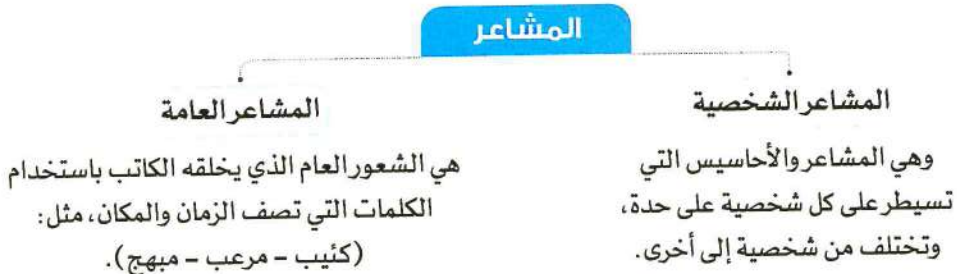 المشاعر
المشاعر الشخصية
وهي المشاعر والأحاسيس التي
تسيطر على كل شخصية على حدة،
وتختلف من شخصية إلى أخرى.
المشاعر العامة
هي الشعور العام الذي يخلقه الكاتب باستخدام
الكلمات التي تصف الزمان والمكان، مثل:
(كئيب – مرعب – مبهج).